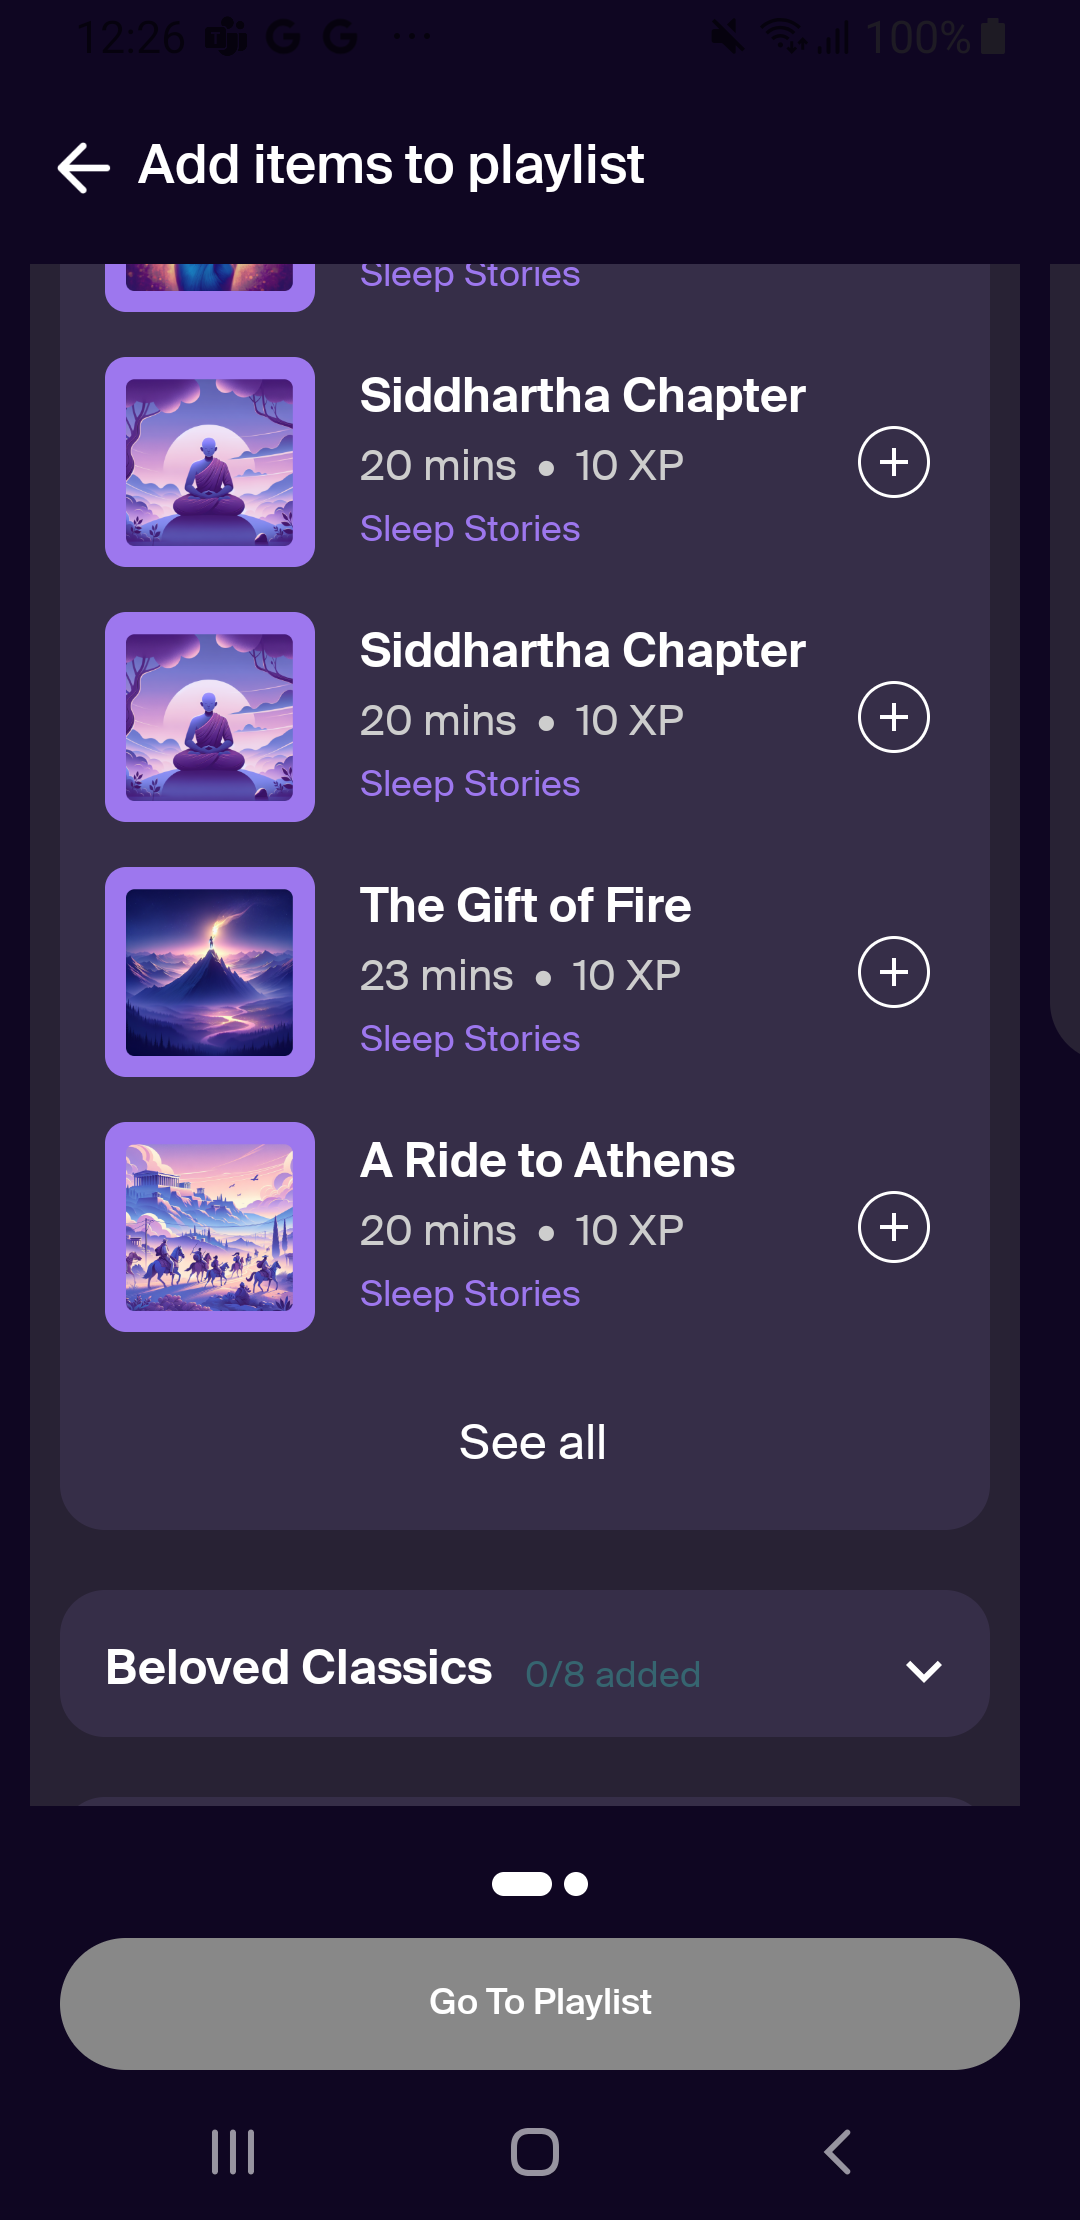 12:26
100%
Add items to playlist
Sleep Stories
Siddhartha Chapter
20 mins • 10 XP
Sleep Stories
Siddhartha Chapter
20 mins • 10 XP
Sleep Stories
The Gift of Fire
23 mins • 10 XP
Sleep Stories
A Ride to Athens
20 mins • 10 XP
Sleep Stories
See all
Beloved Classics 0/8 added
Go To Playlist